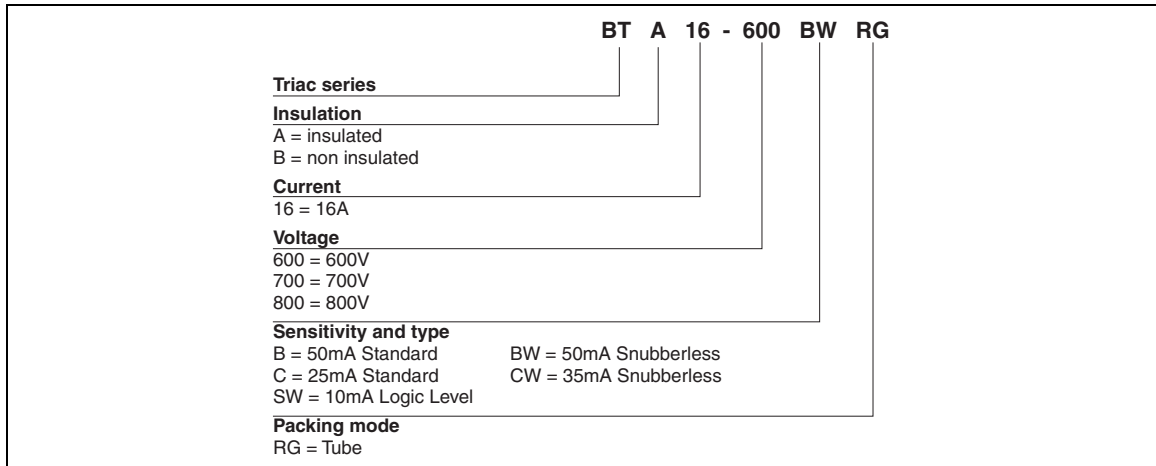 BT A 16 - 600 BW RG
Triac series
Insulation
A = insulated
B = non insulated
Current
16 = 16A
Voltage
600 = 600V
700 = 700V
800 = 800V
Sensitivity and type
B = 50mA Standard BW = 50mA Snubberless
C = 25mA Standard CW = 35mA Snubberless
SW = 10mA Logic Level
Packing mode
RG = Tube